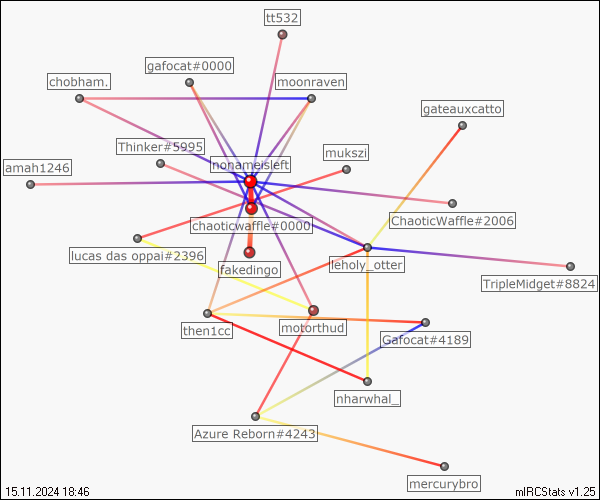 tt532
gafocat#0000
chobham.
moonraven
gateauxcatto
Thinker#5995
mukszi
nonameisleft
amah1246
ChaoticWaffle#2006
chaoticwaffle#0000
lucas das oppai#2396
leholy_otter
fakedingo
TripleMidget#8824
then1cc
motorthud
Gafocat#4189
nharwhal_
Azure Reborn#4243
mercurybro
15.11.2024 18:46
mIRCStats v1.25